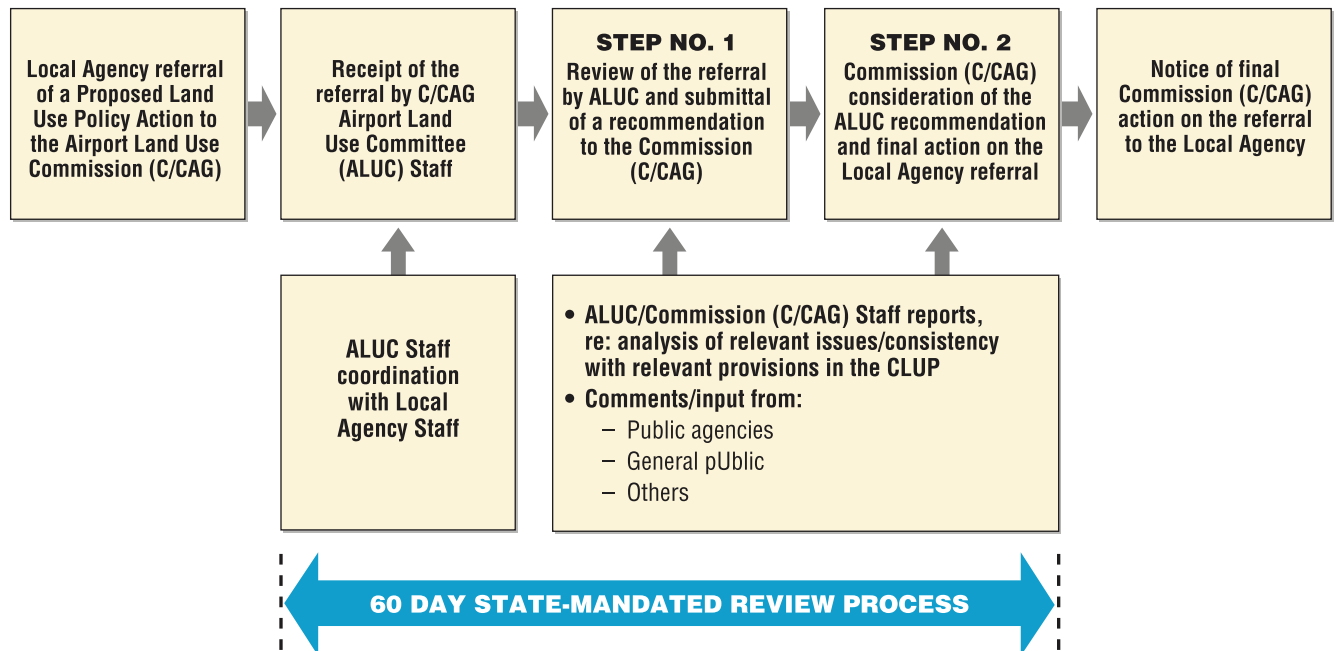 Local Agency referral
of a Proposed Land
Use Policy Action to
the Airport Land Use
Commission (C/CAG)
Receipt of the
referral by C/CAG
Airport Land
Use Committee
(ALUC) Staff
STEP NO. 1
Review of the referral
by ALUC and submittal
of a recommendation
to the Commission
(C/CAG)
STEP NO. 2
Commission (C/CAG)
consideration of the
ALUC recommendation
and final action on the
Local Agency referral
Notice of final
Commission (C/CAG)
action on the referral
to the Local Agency
ALUC Staff
coordination
with Local
Agency Staff
• ALUC/Commission (C/CAG) Staff reports,
re: analysis of relevant issues/consistency
with relevant provisions in the CLUP
• Comments/input from:
– Public agencies
– General pUblic
– Others
60 DAY STATE-MANDATED REVIEW PROCESS